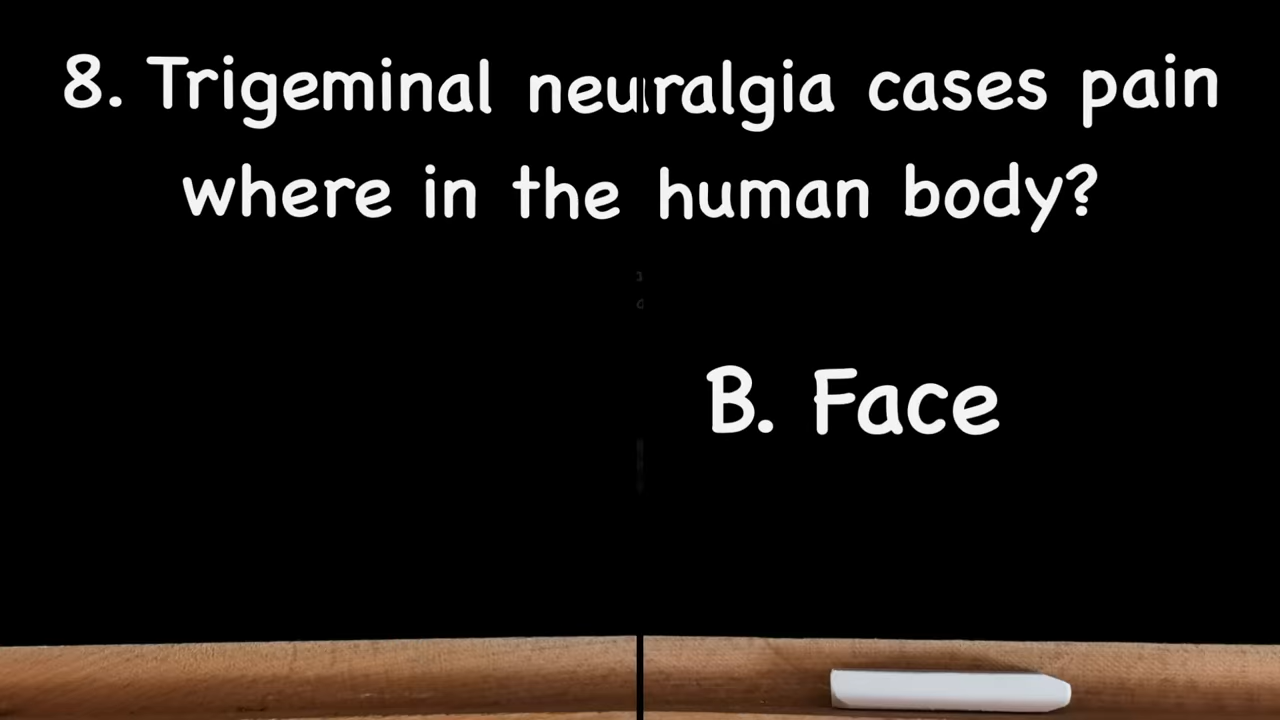 8. Trigeminal neuralgia cases pain
where in the human body?
B. Face